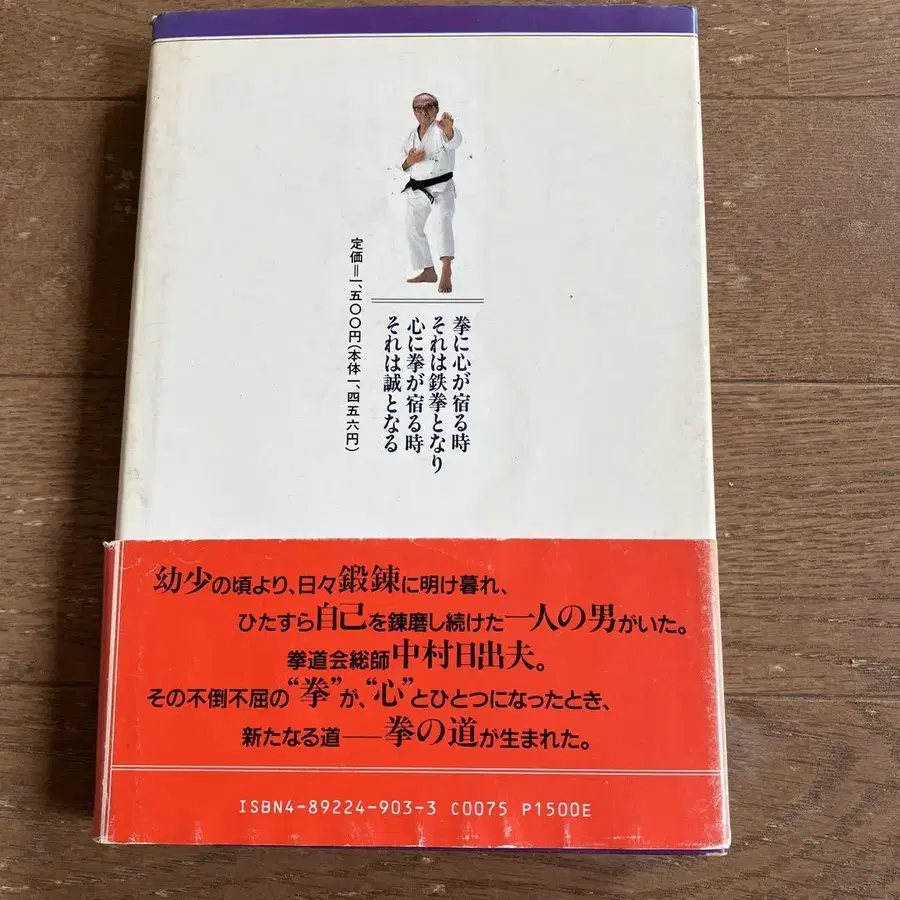 拳に心が宿る時
それは鉄拳となり
心に拳が宿る時
それは誠となる
定価=一、五〇〇円(本体一、四五六円)
幼少の頃より、日々鍛錬に明け暮れ、
ひたすら自己を錬磨し続けた一人の男がいた。
拳道会総師中村日出夫。
その不倒不屈の“拳”が、“心”とひとつになったとき、
新たなる道——拳の道が生まれた。
ISBN4-89224-903-3 C0075 P1500E